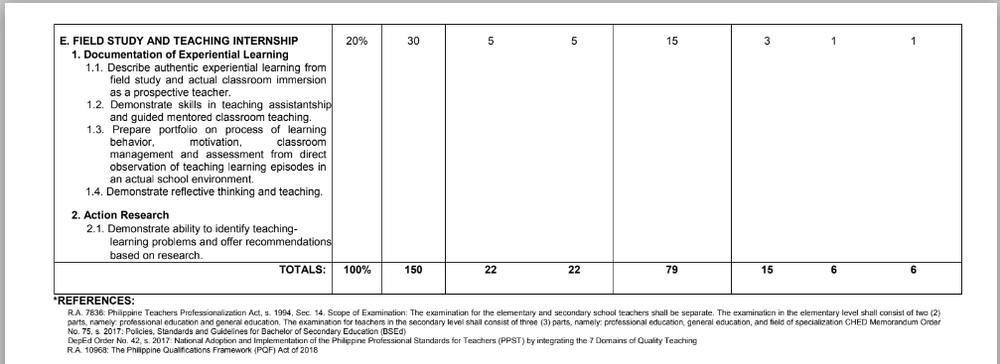 E. FIELD STUDY AND TEACHING INTERNSHIP 20% 30 5 5 15 3 1 1
1. Documentation of Experiential Learning
1.1. Describe authentic experiential learning from
field study and actual classroom immersion
as a prospective teacher.
1.2. Demonstrate skills in teaching assistantship
and guided mentored classroom teaching.
1.3. Prepare portfolio on process of learning
behavior, motivation, classroom
management and assessment from direct
observation of teaching learning episodes in
an actual school environment.
1.4. Demonstrate reflective thinking and teaching.
2. Action Research
2.1. Demonstrate ability to identify teaching-
learning problems and offer recommendations
based on research.
TOTALS: 100% 150 22 22 79 15 6 6
*REFERENCES:
R.A. 7836: Philippine Teachers Professionalization Act, s. 1994, Sec. 14. Scope of Examination: The examination for the elementary and secondary school teachers shall be separate. The examination in the elementary level shall consist of two (2)
parts, namely: professional education and general education. The examination for teachers in the secondary level shall consist of three (3) parts, namely: professional education, general education, and field of specialization CHED Memorandum Order
No. 75, s. 2017: Policies, Standards and Guidelines for Bachelor of Secondary Education (BSEd)
DepEd Order No. 42, s. 2017: National Adoption and Implementation of the Philippine Professional Standards for Teachers (PPST) by integrating the 7 Domains of Quality Teaching
R.A. 10968: The Philippine Qualifications Framework (PQF) Act of 2018